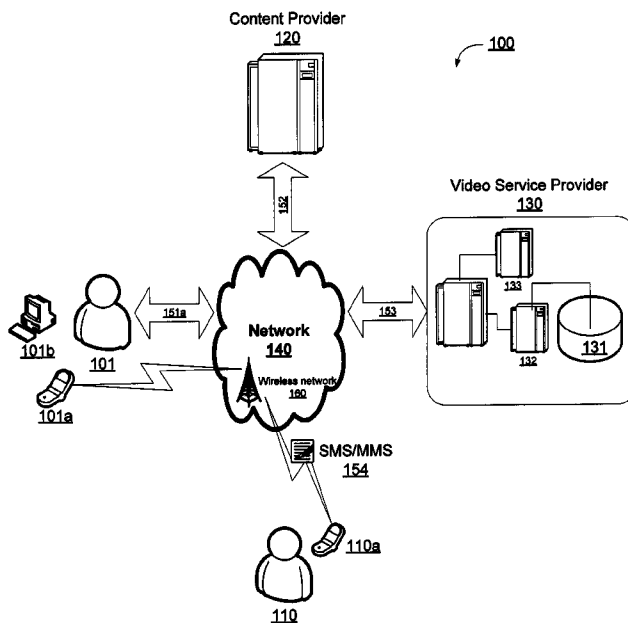 Content Provider
120
100
152
Video Service Provider
130
133
132
131
153
151a
Network
140
Wireless network
160
101b
101
101a
SMS/MMS
154
110a
110